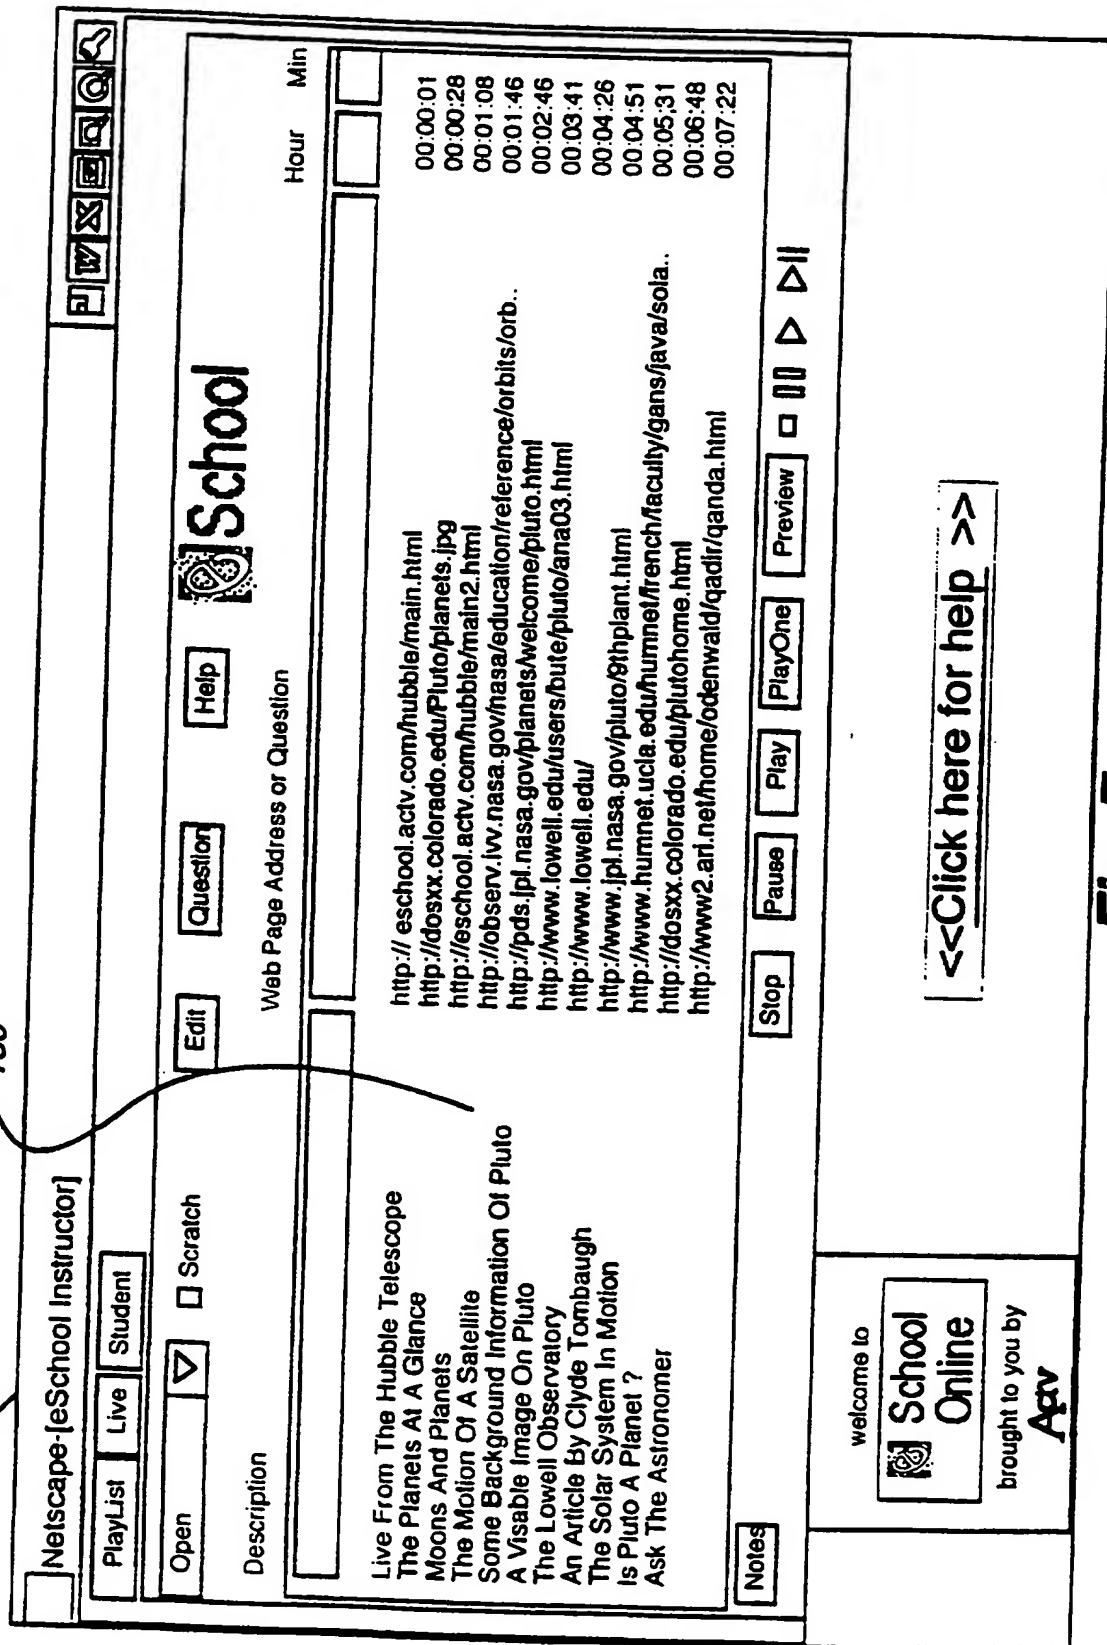 Netscape-[eSchool Instructor]
PlayList Live Student
Open Scratch Edit Question Help School
Description Web Page Address or Question Hour Min
Live From The Hubble Telescope http:// eschool.actv.com/hubble/main.html 00:00:01
The Planets At A Glance http://dosxx.colorado.edu/Pluto/planets.jpg 00:00:28
Moons And Planets http://eschool.actv.com/hubble/main2.html 00:01:08
The Motion Of A Satellite http://observ.ivv.nasa.gov/nasa/education/reference/orbits/orb.. 00:01:46
Some Background Information Of Pluto http://pds.jpl.nasa.gov/planets/welcome/pluto.html 00:02:46
A Visable Image On Pluto http://www.lowell.edu/users/bute/pluto/ana03.html 00:03:41
The Lowell Observatory http://www.lowell.edu/ 00:04:26
An Article By Clyde Tombaugh http://www.jpl.nasa.gov/pluto/9thplant.html 00:04:51
The Solar System In Motion http://www.humnet.ucla.edu/humnet/french/faculty/gans/java/sola.. 00:05;31
Is Pluto A Planet ? http://dosxx.colorado.edu/plutohome.html 00:06:48
Ask The Astronomer http://www2.ari.net/home/odenwald/qadir/qanda.html 00:07:22
Notes Stop Pause Play PlayOne Preview
welcome to
School
Online
brought to you by
Actv
<<Click here for help >>